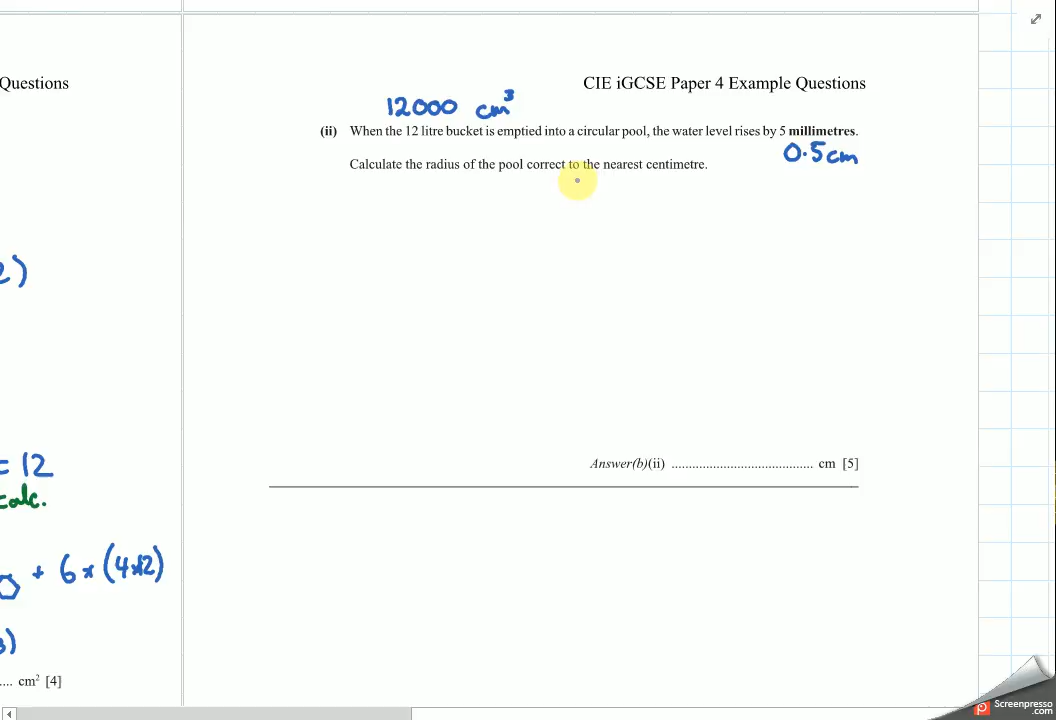 Questions
CIE iGCSE Paper 4 Example Questions
12000 cm³
(ii) When the 12 litre bucket is emptied into a circular pool, the water level rises by 5 millimetres.
0.5cm
Calculate the radius of the pool correct to the nearest centimetre.
2)
= 12
calc.
Answer(b)(ii) ......................................... cm [5]
+ 6 × (4×12)
)
.... cm² [4]
Screenpresso
.com